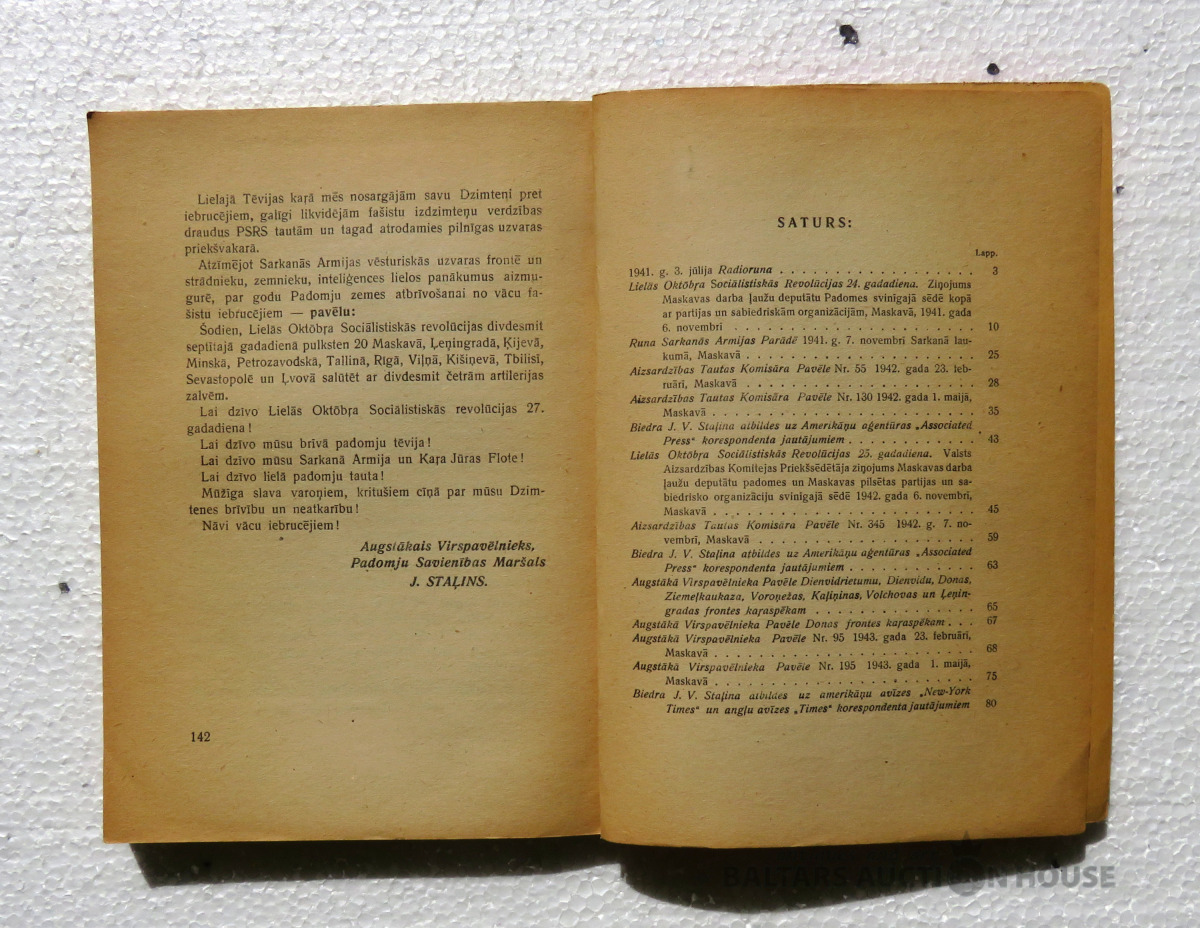 Lielajā Tēvijas kaŗā mēs nosargājām savu Dzimteni pret
iebrucējiem, galīgi likvidējām fašistu izdzimteņu verdzības
draudus PSRS tautām un tagad atrodamies pilnīgas uzvaras
priekšvakarā.
Atzīmējot Sarkanās Armijas vēsturiskās uzvaras frontē un
strādnieku, zemnieku, inteliģences lielos panākumus aizmu-
gurē, par godu Padomju zemes atbrīvošanai no vācu fa-
šistu iebrucējiem — pavēlu:
Šodien, Lielās Oktōbŗa Sociālistiskās revolūcijas divdesmit
septītajā gadadienā pulksten 20 Maskavā, Ļeņingradā, Ķijevā,
Minskā, Petrozavodskā, Tallinā, Rīgā, Viļņā, Kišiņevā, Tbilisi,
Sevastopolē un Ļvovā salūtēt ar divdesmit četrām artilerijas
zalvēm.
Lai dzīvo Lielās Oktōbŗa Sociālistiskās revolūcijas 27.
gadadiena!
Lai dzīvo mūsu brīvā padomju tēvija!
Lai dzīvo mūsu Sarkanā Armija un Kaŗa Jūras Flote!
Lai dzīvo lielā padomju tauta!
Mūžīga slava varoņiem, kritušiem cīņā par mūsu Dzim-
tenes brīvību un neatkarību!
Nāvi vācu iebrucējiem!
Augstākais Virspavēlnieks,
Padomju Savienības Maršals
J. STAĻINS.
142
SATURS:
Lapp.
1941. g. 3. jūlija Radioruna . . . . . . . . . . . . . . . . . . 3
Lielās Oktōbŗa Sociālistiskās Revolūcijas 24. gadadiena. Ziņojums
Maskavas darba ļaužu deputātu Padomes svinīgajā sēdē kopā
ar partijas un sabiedriskām organizācijām, Maskavā, 1941. gada
6. novembrī . . . . . . . . . . . . . . . . . . 10
Runa Sarkanās Armijas Parādē 1941. g. 7. novembrī Sarkanā lau-
kumā, Maskavā . . . . . . . . . . . . . . . . . . 25
Aizsardzības Tautas Komisāra Pavēle Nr. 55 1942. gada 23. feb-
ruārī, Maskavā . . . . . . . . . . . . . . . . . . 28
Aizsardzības Tautas Komisāra Pavēle Nr. 130 1942. gada 1. maijā,
Maskavā . . . . . . . . . . . . . . . . . . 35
Biedra J. V. Staļina atbildes uz Amerikāņu aģentūras „Associated
Press“ korespondenta jautājumiem . . . . . . . . . . 43
Lielās Oktōbŗa Sociālistiskās Revolūcijas 25. gadadiena. Valsts
Aizsardzības Komitejas Priekšsēdētāja ziņojums Maskavas darba
ļaužu deputātu padomes un Maskavas pilsētas partijas un sa-
biedrisko organizāciju svinīgajā sēdē 1942. gada 6. novembrī,
Maskavā . . . . . . . . . . . . . . . . . . 45
Aizsardzības Tautas Komisāra Pavēle Nr. 345 1942. g. 7. no-
vembrī, Maskavā . . . . . . . . . . . . . . . . . . 59
Biedra J. V. Staļina atbildes uz Amerikāņu aģentūras „Associated
Press“ korespondenta jautājumiem . . . . . . . . . . 63
Augstākā Virspavēlnieka Pavēle Dienvidrietumu, Dienvidu, Donas,
Ziemeļkaukaza, Voroņežas, Kaļiņinas, Volchovas un Ļeņin-
gradas frontes kaŗaspēkam . . . . . . . . . . . . 65
Augstākā Virspavēlnieka Pavēle Donas frontes kaŗaspēkam . . . 67
Augstākā Virspavēlnieka Pavēle Nr. 95 1943. gada 23. februārī,
Maskavā . . . . . . . . . . . . . . . . . . 68
Augstākā Virspavēlnieka Pavēle Nr. 195 1943. gada 1. maijā,
Maskavā . . . . . . . . . . . . . . . . . . 75
Biedra J. V. Staļina atbildes uz amerikāņu avīzes „New-York
Times“ un angļu avīzes „Times“ korespondenta jautājumiem 80
BALTARS AUCTION HOUSE